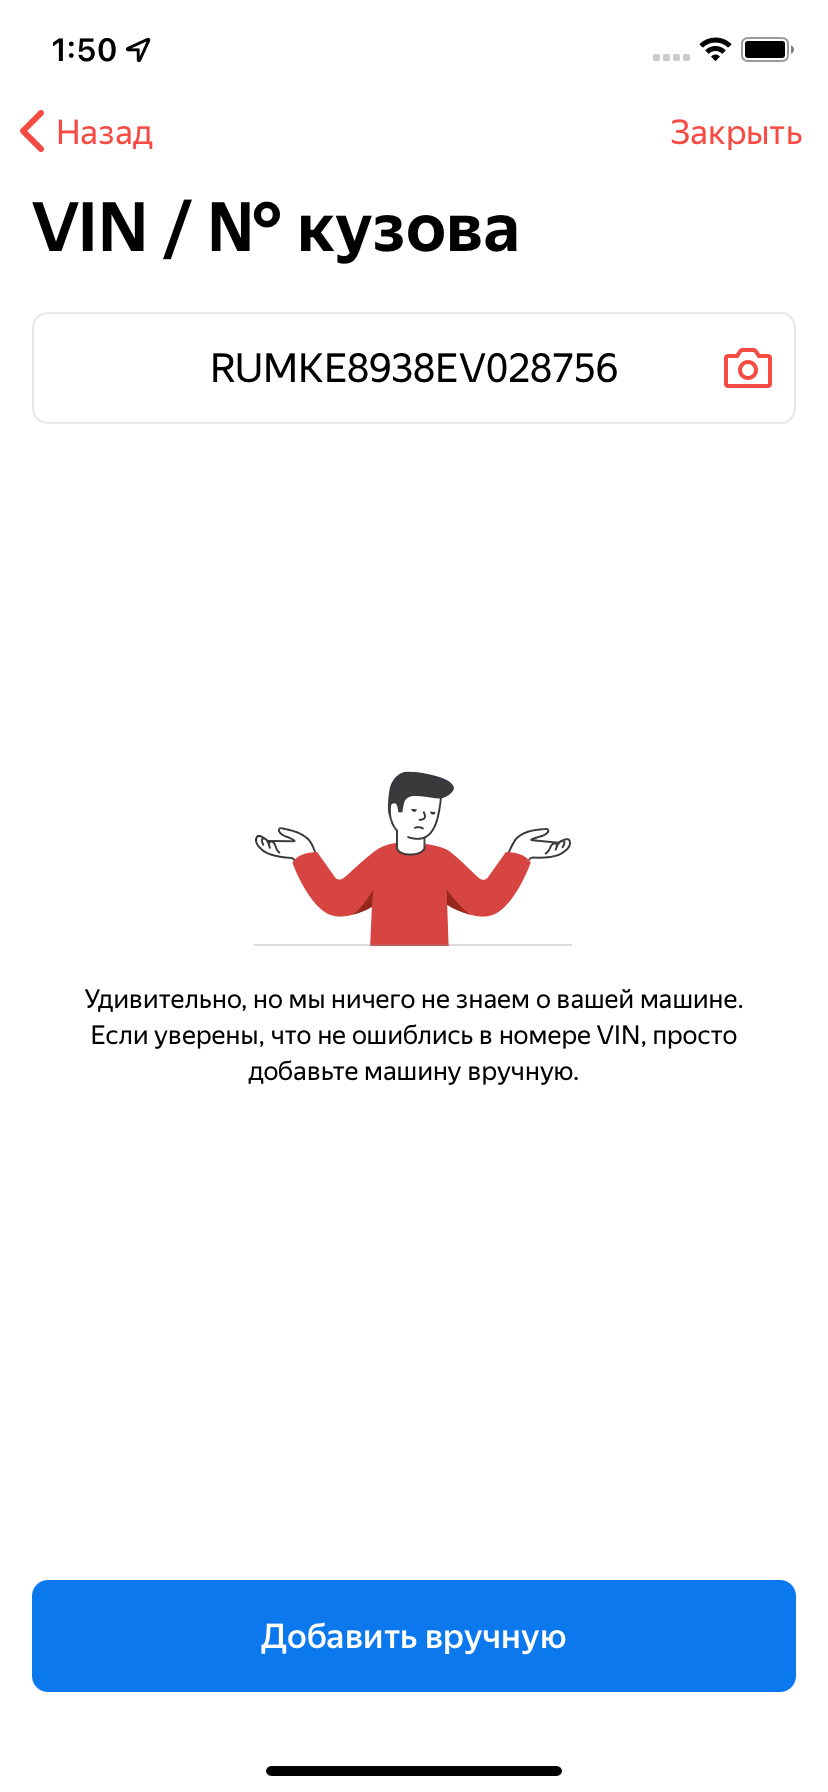 1:50
Назад
Закрыть
VIN / № кузова
RUMKE8938EV028756
Удивительно, но мы ничего не знаем о вашей машине.
Если уверены, что не ошиблись в номере VIN, просто
добавьте машину вручную.
Добавить вручную